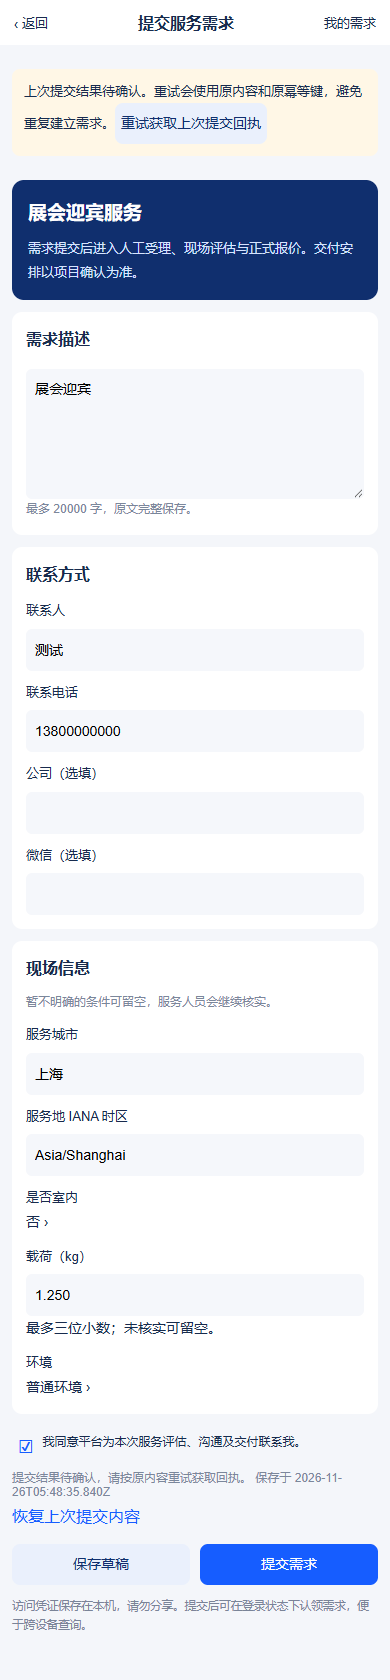 ‹ 返回
提交服务需求
我的需求
上次提交结果待确认。重试会使用原内容和原幂等键，避免
重复建立需求。 重试获取上次提交回执
展会迎宾服务
需求提交后进入人工受理、现场评估与正式报价。交付安
排以项目确认为准。
需求描述
展会迎宾
最多 20000 字，原文完整保存。
联系方式
联系人
测试
联系电话
13800000000
公司（选填）
微信（选填）
现场信息
暂不明确的条件可留空，服务人员会继续核实。
服务城市
上海
服务地 IANA 时区
Asia/Shanghai
是否室内
否 ›
载荷（kg）
1.250
最多三位小数；未核实可留空。
环境
普通环境 ›
我同意平台为本次服务评估、沟通及交付联系我。
提交结果待确认，请按原内容重试获取回执。 保存于 2026-11-
26T05:48:35.840Z
恢复上次提交内容
保存草稿
提交需求
访问凭证保存在本机，请勿分享。提交后可在登录状态下认领需求，便
于跨设备查询。